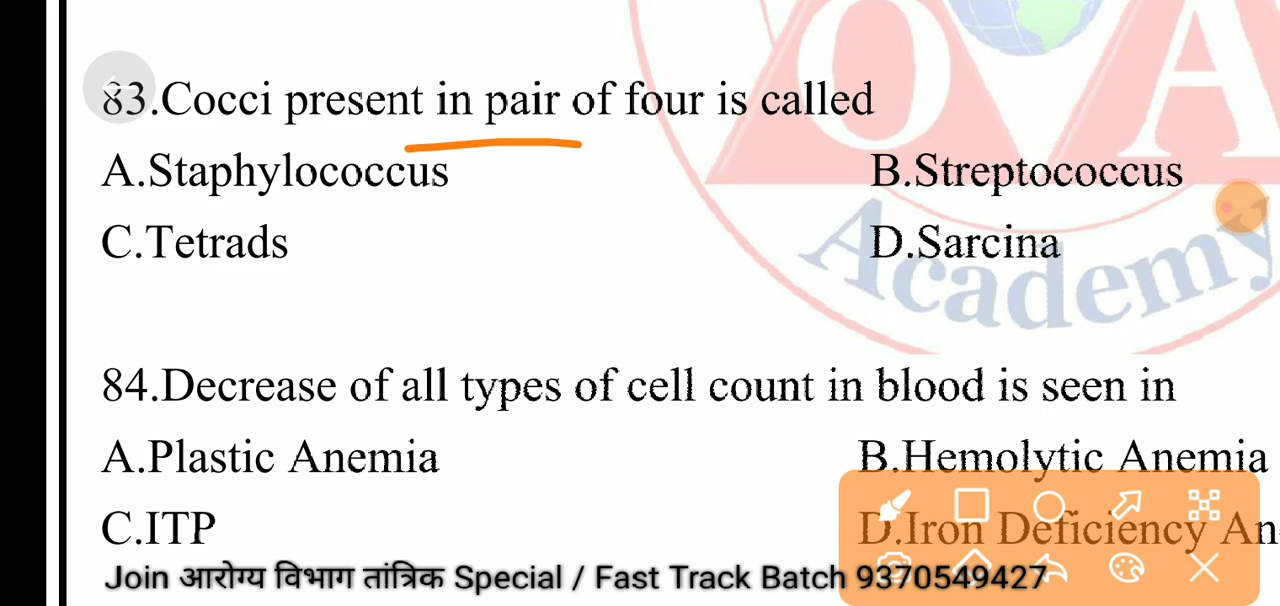 83.Cocci present in pair of four is called
A.Staphylococcus B.Streptococcus
C.Tetrads D.Sarcina
Academy
84.Decrease of all types of cell count in blood is seen in
A.Plastic Anemia B.Hemolytic Anemia
C.ITP D.Iron Deficiency An
Join आरोग्य विभाग तांत्रिक Special / Fast Track Batch 9370549427